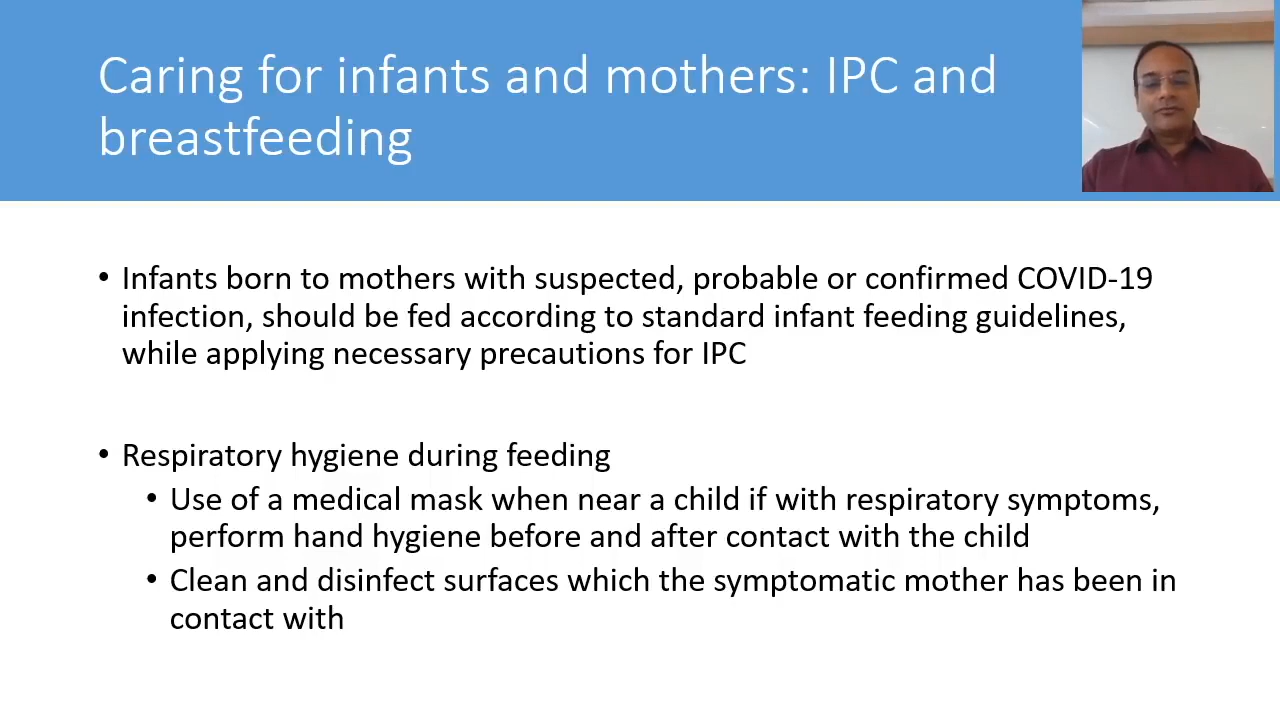 Caring for infants and mothers: IPC and
breastfeeding
• Infants born to mothers with suspected, probable or confirmed COVID-19
infection, should be fed according to standard infant feeding guidelines,
while applying necessary precautions for IPC
• Respiratory hygiene during feeding
• Use of a medical mask when near a child if with respiratory symptoms,
perform hand hygiene before and after contact with the child
• Clean and disinfect surfaces which the symptomatic mother has been in
contact with